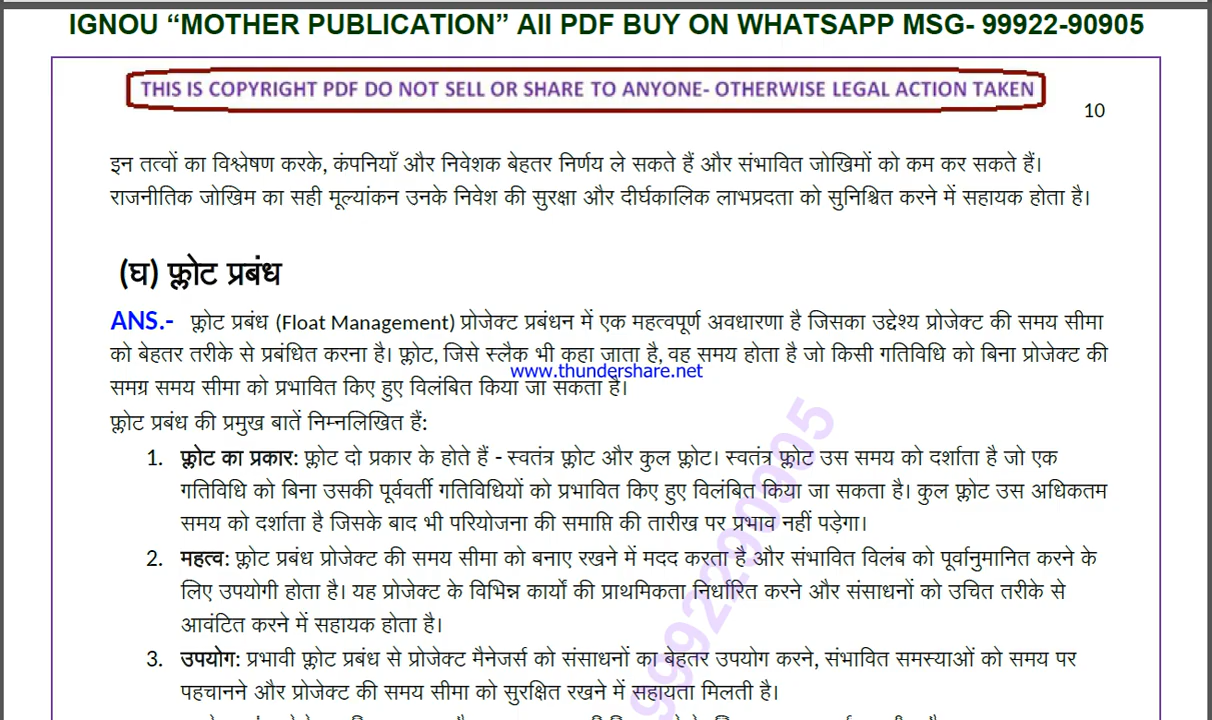 IGNOU “MOTHER PUBLICATION” All PDF BUY ON WHATSAPP MSG- 99922-90905
THIS IS COPYRIGHT PDF DO NOT SELL OR SHARE TO ANYONE- OTHERWISE LEGAL ACTION TAKEN
10
इन तत्वों का विश्लेषण करके, कंपनियाँ और निवेशक बेहतर निर्णय ले सकते हैं और संभावित जोखिमों को कम कर सकते हैं।
राजनीतिक जोखिम का सही मूल्यांकन उनके निवेश की सुरक्षा और दीर्घकालिक लाभप्रदता को सुनिश्चित करने में सहायक होता है।
(घ) फ़्लोट प्रबंध
ANS.- फ़्लोट प्रबंध (Float Management) प्रोजेक्ट प्रबंधन में एक महत्वपूर्ण अवधारणा है जिसका उद्देश्य प्रोजेक्ट की समय सीमा
को बेहतर तरीके से प्रबंधित करना है। फ़्लोट, जिसे स्लैक भी कहा जाता है, वह समय होता है जो किसी गतिविधि को बिना प्रोजेक्ट की
www.thundershare.net
समग्र समय सीमा को प्रभावित किए हुए विलंबित किया जा सकता है।
फ़्लोट प्रबंध की प्रमुख बातें निम्नलिखित हैं:
1. फ़्लोट का प्रकार: फ़्लोट दो प्रकार के होते हैं - स्वतंत्र फ़्लोट और कुल फ़्लोट। स्वतंत्र फ़्लोट उस समय को दर्शाता है जो एक
गतिविधि को बिना उसकी पूर्ववर्ती गतिविधियों को प्रभावित किए हुए विलंबित किया जा सकता है। कुल फ़्लोट उस अधिकतम
समय को दर्शाता है जिसके बाद भी परियोजना की समाप्ति की तारीख पर प्रभाव नहीं पड़ेगा।
2. महत्व: फ़्लोट प्रबंध प्रोजेक्ट की समय सीमा को बनाए रखने में मदद करता है और संभावित विलंब को पूर्वानुमानित करने के
लिए उपयोगी होता है। यह प्रोजेक्ट के विभिन्न कार्यों की प्राथमिकता निर्धारित करने और संसाधनों को उचित तरीके से
आवंटित करने में सहायक होता है।
3. उपयोग: प्रभावी फ़्लोट प्रबंध से प्रोजेक्ट मैनेजर्स को संसाधनों का बेहतर उपयोग करने, संभावित समस्याओं को समय पर
पहचानने और प्रोजेक्ट की समय सीमा को सुरक्षित रखने में सहायता मिलती है।
9992290905